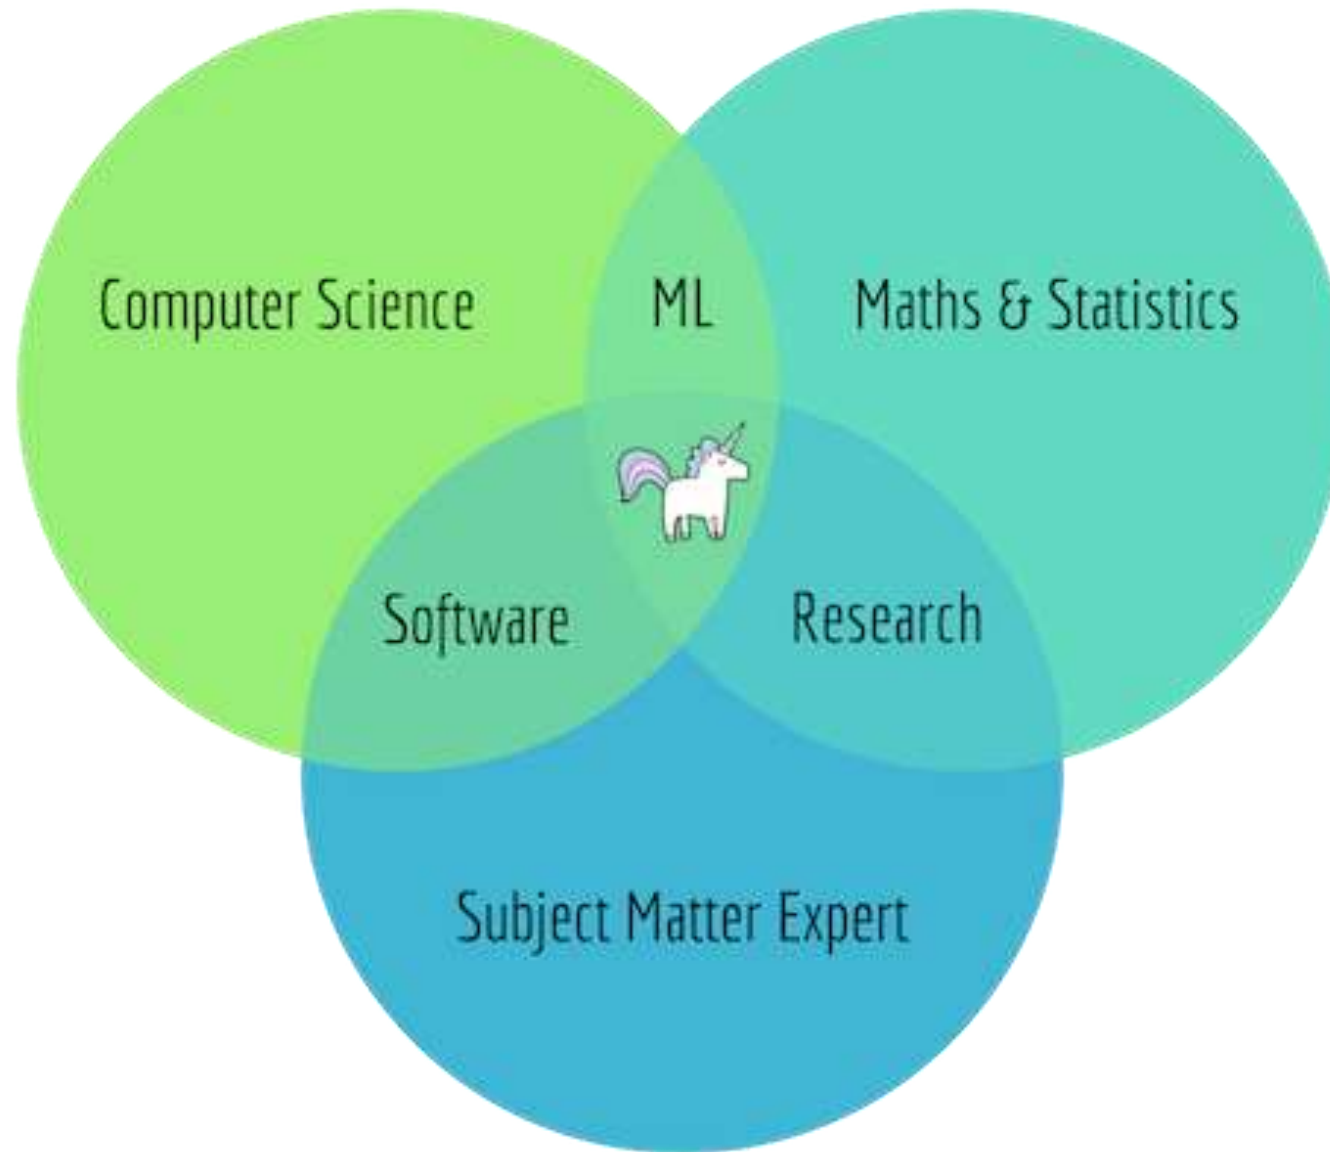 Computer Science
ML
Maths & Statistics
Software
Research
Subject Matter Expert